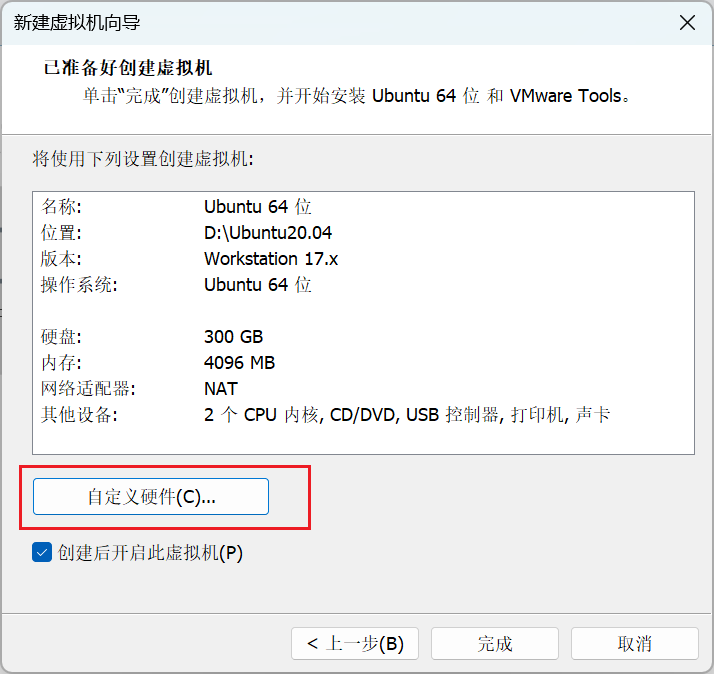 新建虚拟机向导
已准备好创建虚拟机
单击“完成”创建虚拟机，并开始安装 Ubuntu 64 位 和 VMware Tools。
将使用下列设置创建虚拟机:
名称: Ubuntu 64 位
位置: D:\Ubuntu20.04
版本: Workstation 17.x
操作系统: Ubuntu 64 位
硬盘: 300 GB
内存: 4096 MB
网络适配器: NAT
其他设备: 2 个 CPU 内核, CD/DVD, USB 控制器, 打印机, 声卡
自定义硬件(C)...
创建后开启此虚拟机(P)
< 上一步(B) 完成 取消